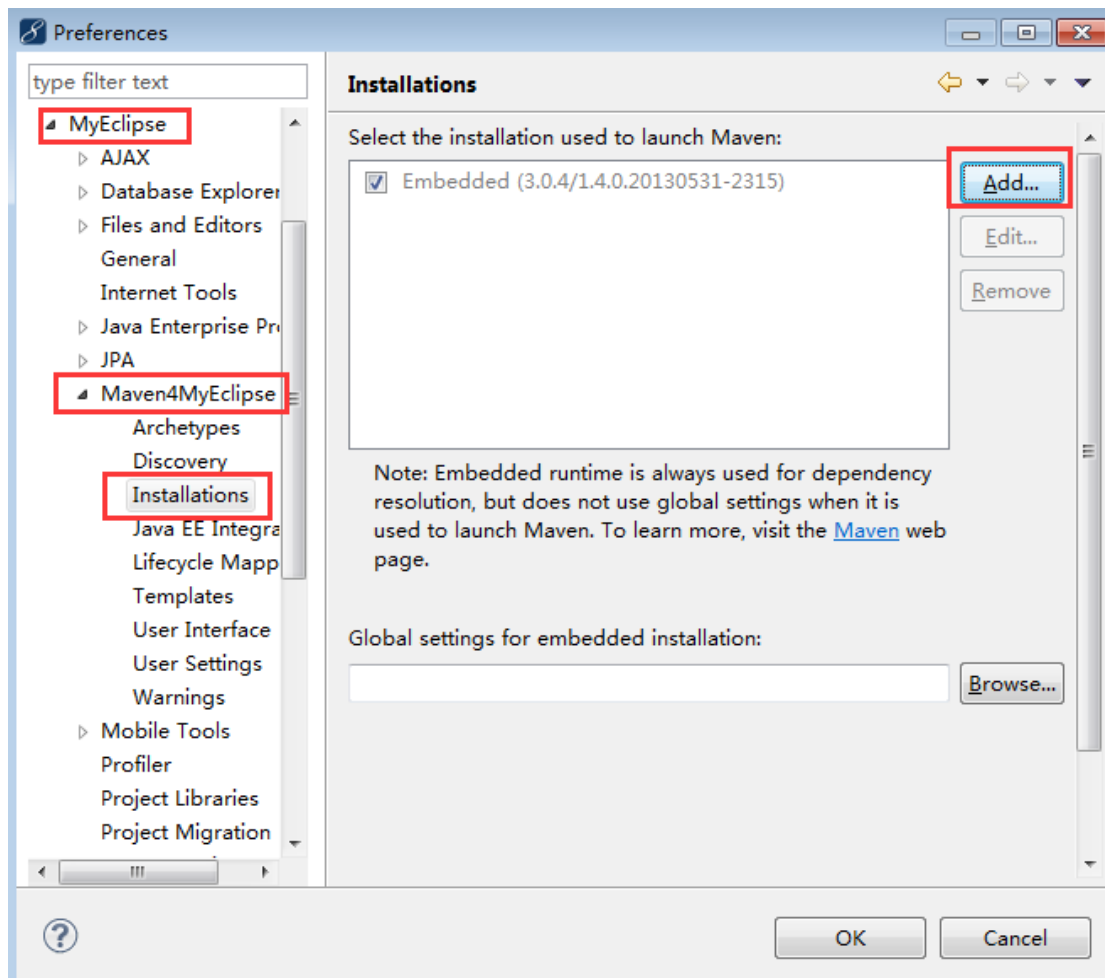 Preferences
type filter text
MyEclipse
AJAX
Database Explorer
Files and Editors
General
Internet Tools
Java Enterprise Pr
JPA
Maven4MyEclipse
Archetypes
Discovery
Installations
Java EE Integra
Lifecycle Mapp
Templates
User Interface
User Settings
Warnings
Mobile Tools
Profiler
Project Libraries
Project Migration
Installations
Select the installation used to launch Maven:
Embedded (3.0.4/1.4.0.20130531-2315)
Add...
Edit...
Remove
Note: Embedded runtime is always used for dependency
resolution, but does not use global settings when it is
used to launch Maven. To learn more, visit the Maven web
page.
Global settings for embedded installation:
Browse...
OK
Cancel